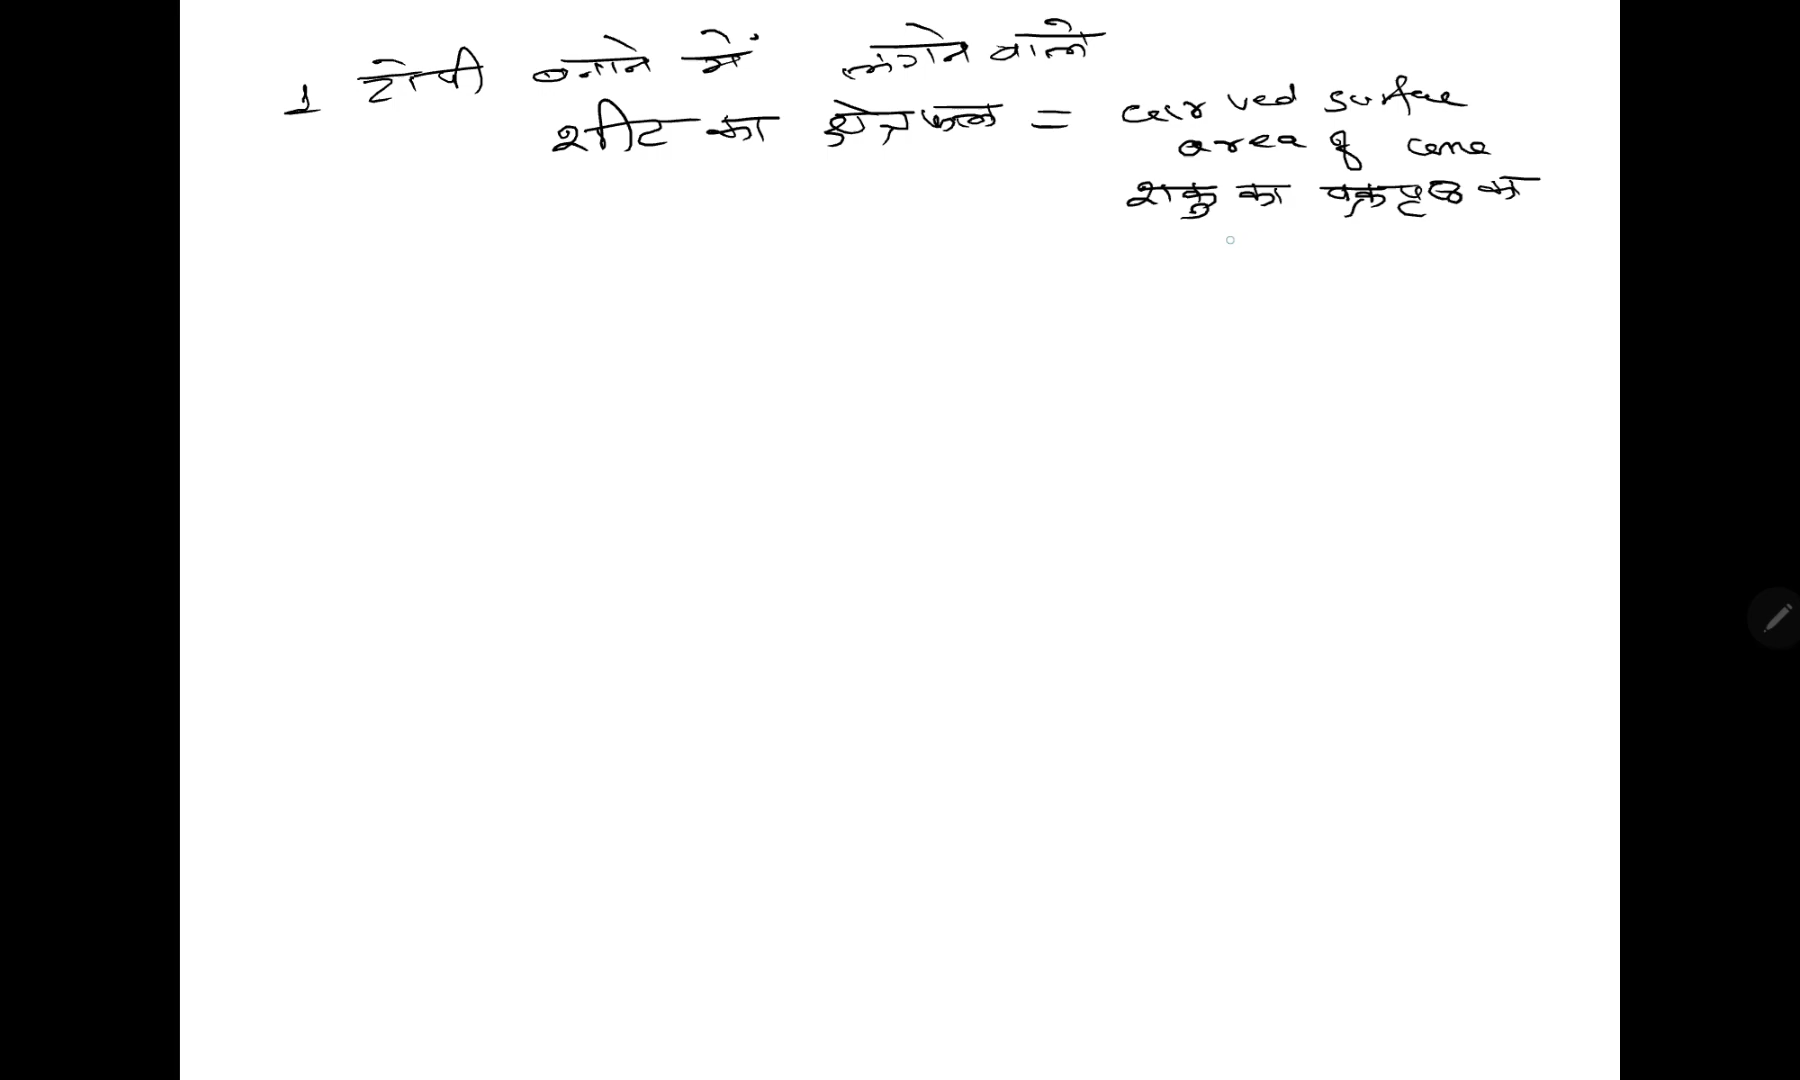 1 टोपी बनाने में लगने वाले
शीट का क्षेत्रफल = curved surface
area of cone
शंकु का वक्रपृष्ठ का